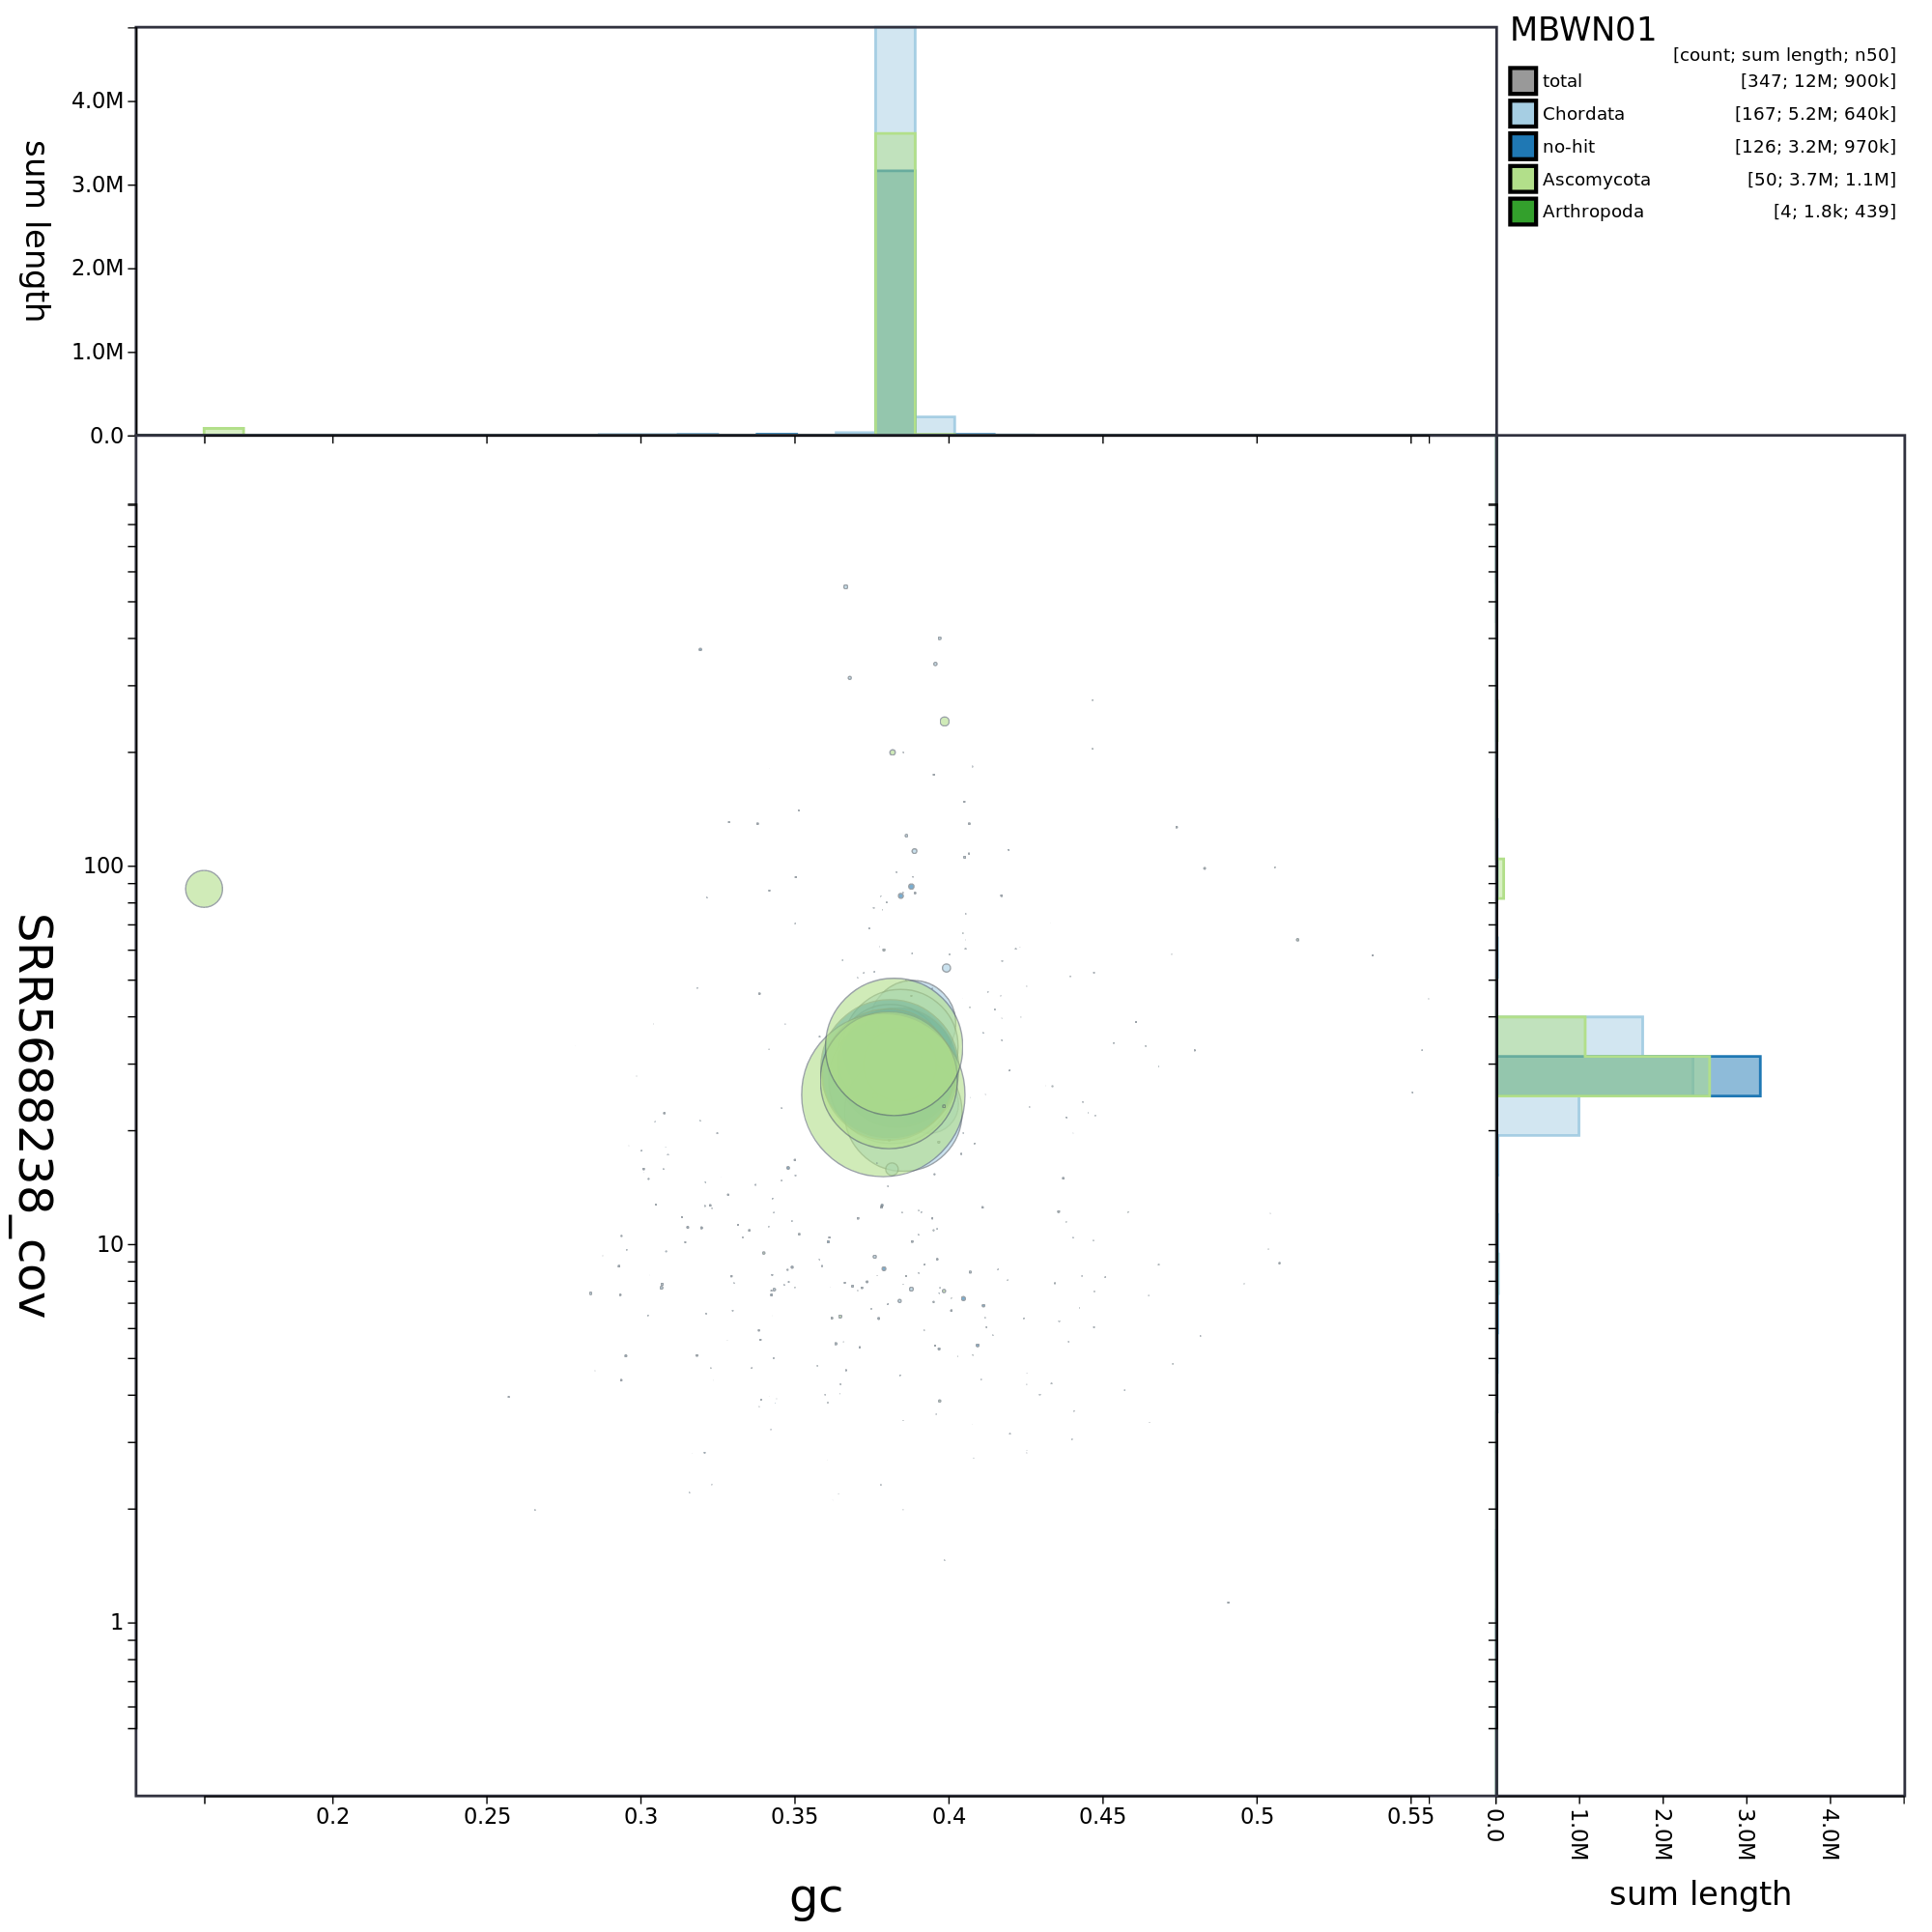 MBWN01
[count; sum length; n50]
total [347; 12M; 900k]
Chordata [167; 5.2M; 640k]
no-hit [126; 3.2M; 970k]
Ascomycota [50; 3.7M; 1.1M]
Arthropoda [4; 1.8k; 439]
sum length
4.0M
3.0M
2.0M
1.0M
0.0
SRR5688238_cov
100
10
1
0.2 0.25 0.3 0.35 0.4 0.45 0.5 0.55
gc
0.0 1.0M 2.0M 3.0M 4.0M
sum length